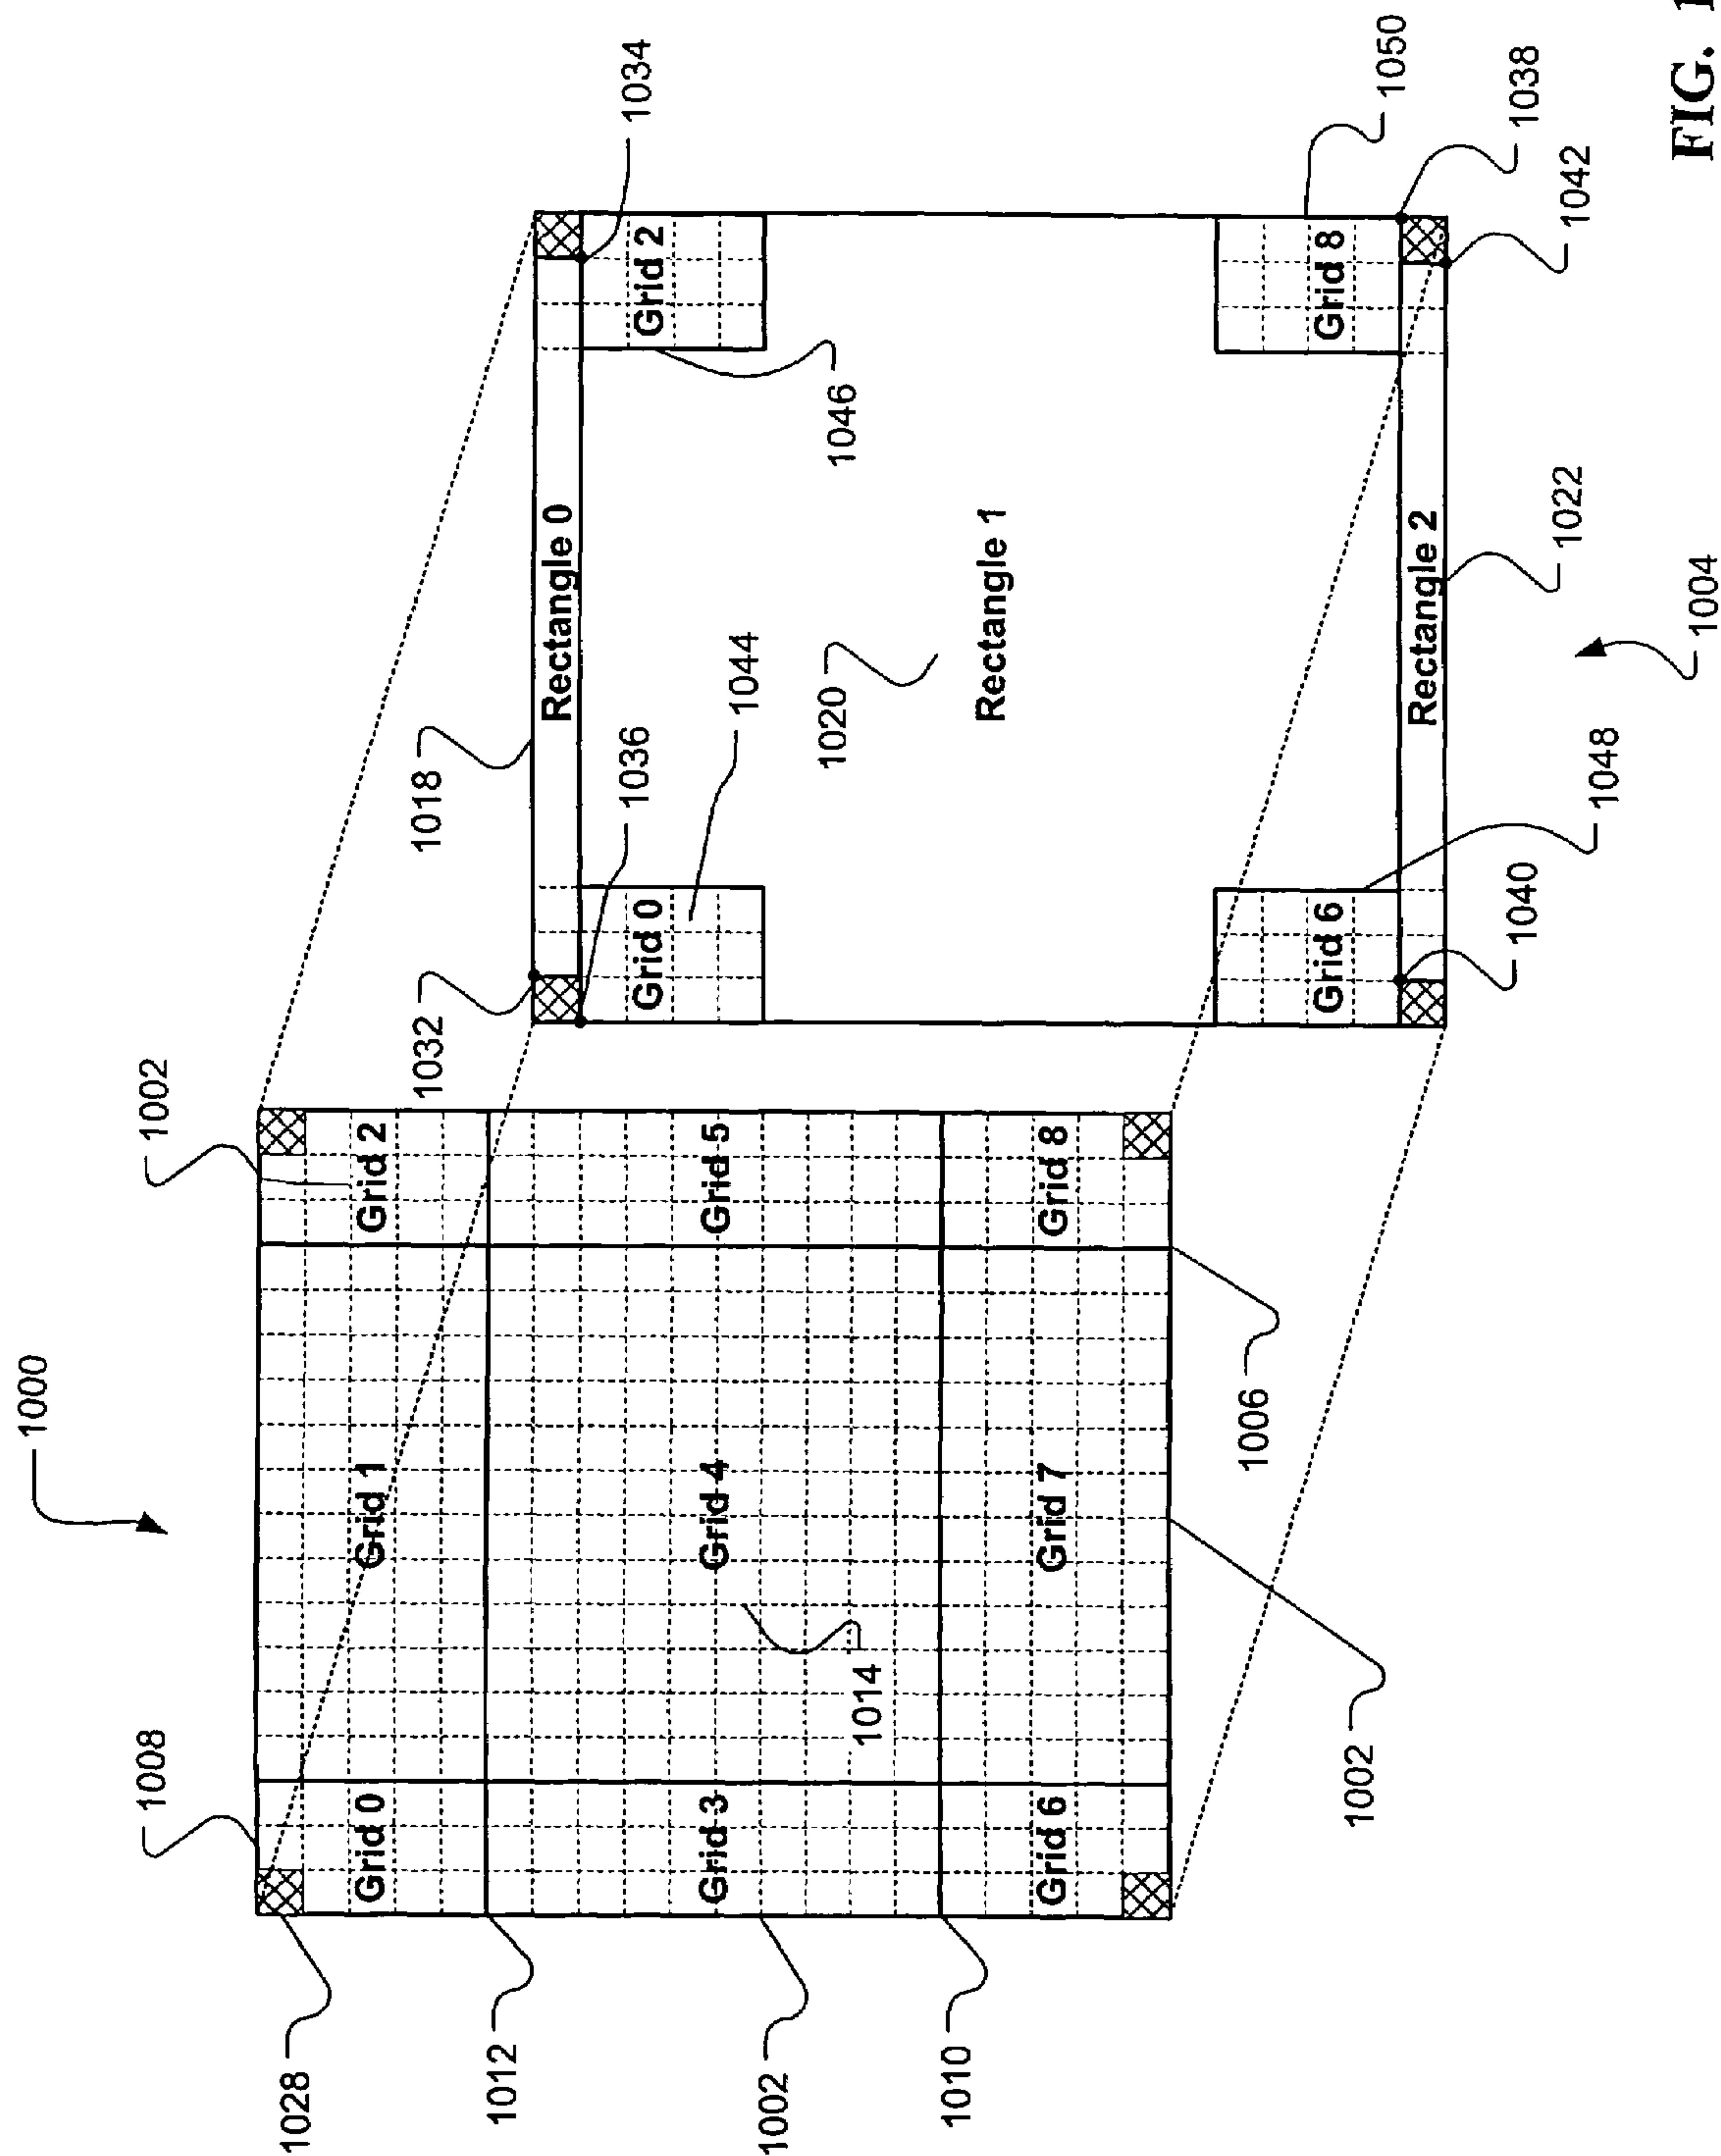 1000
1008
1002
1028
Grid 0
Grid 1
Grid 2
1012
1002
Grid 3
Grid 4
Grid 5
1014
1010
Grid 6
Grid 7
Grid 8
1006
1002
1032
1018
1034
Rectangle 0
1036
1044
Grid 0
Grid 2
1046
1020
Rectangle 1
Grid 6
Grid 8
1050
1038
1042
1040
1048
Rectangle 2
1022
1004
FIG. 1